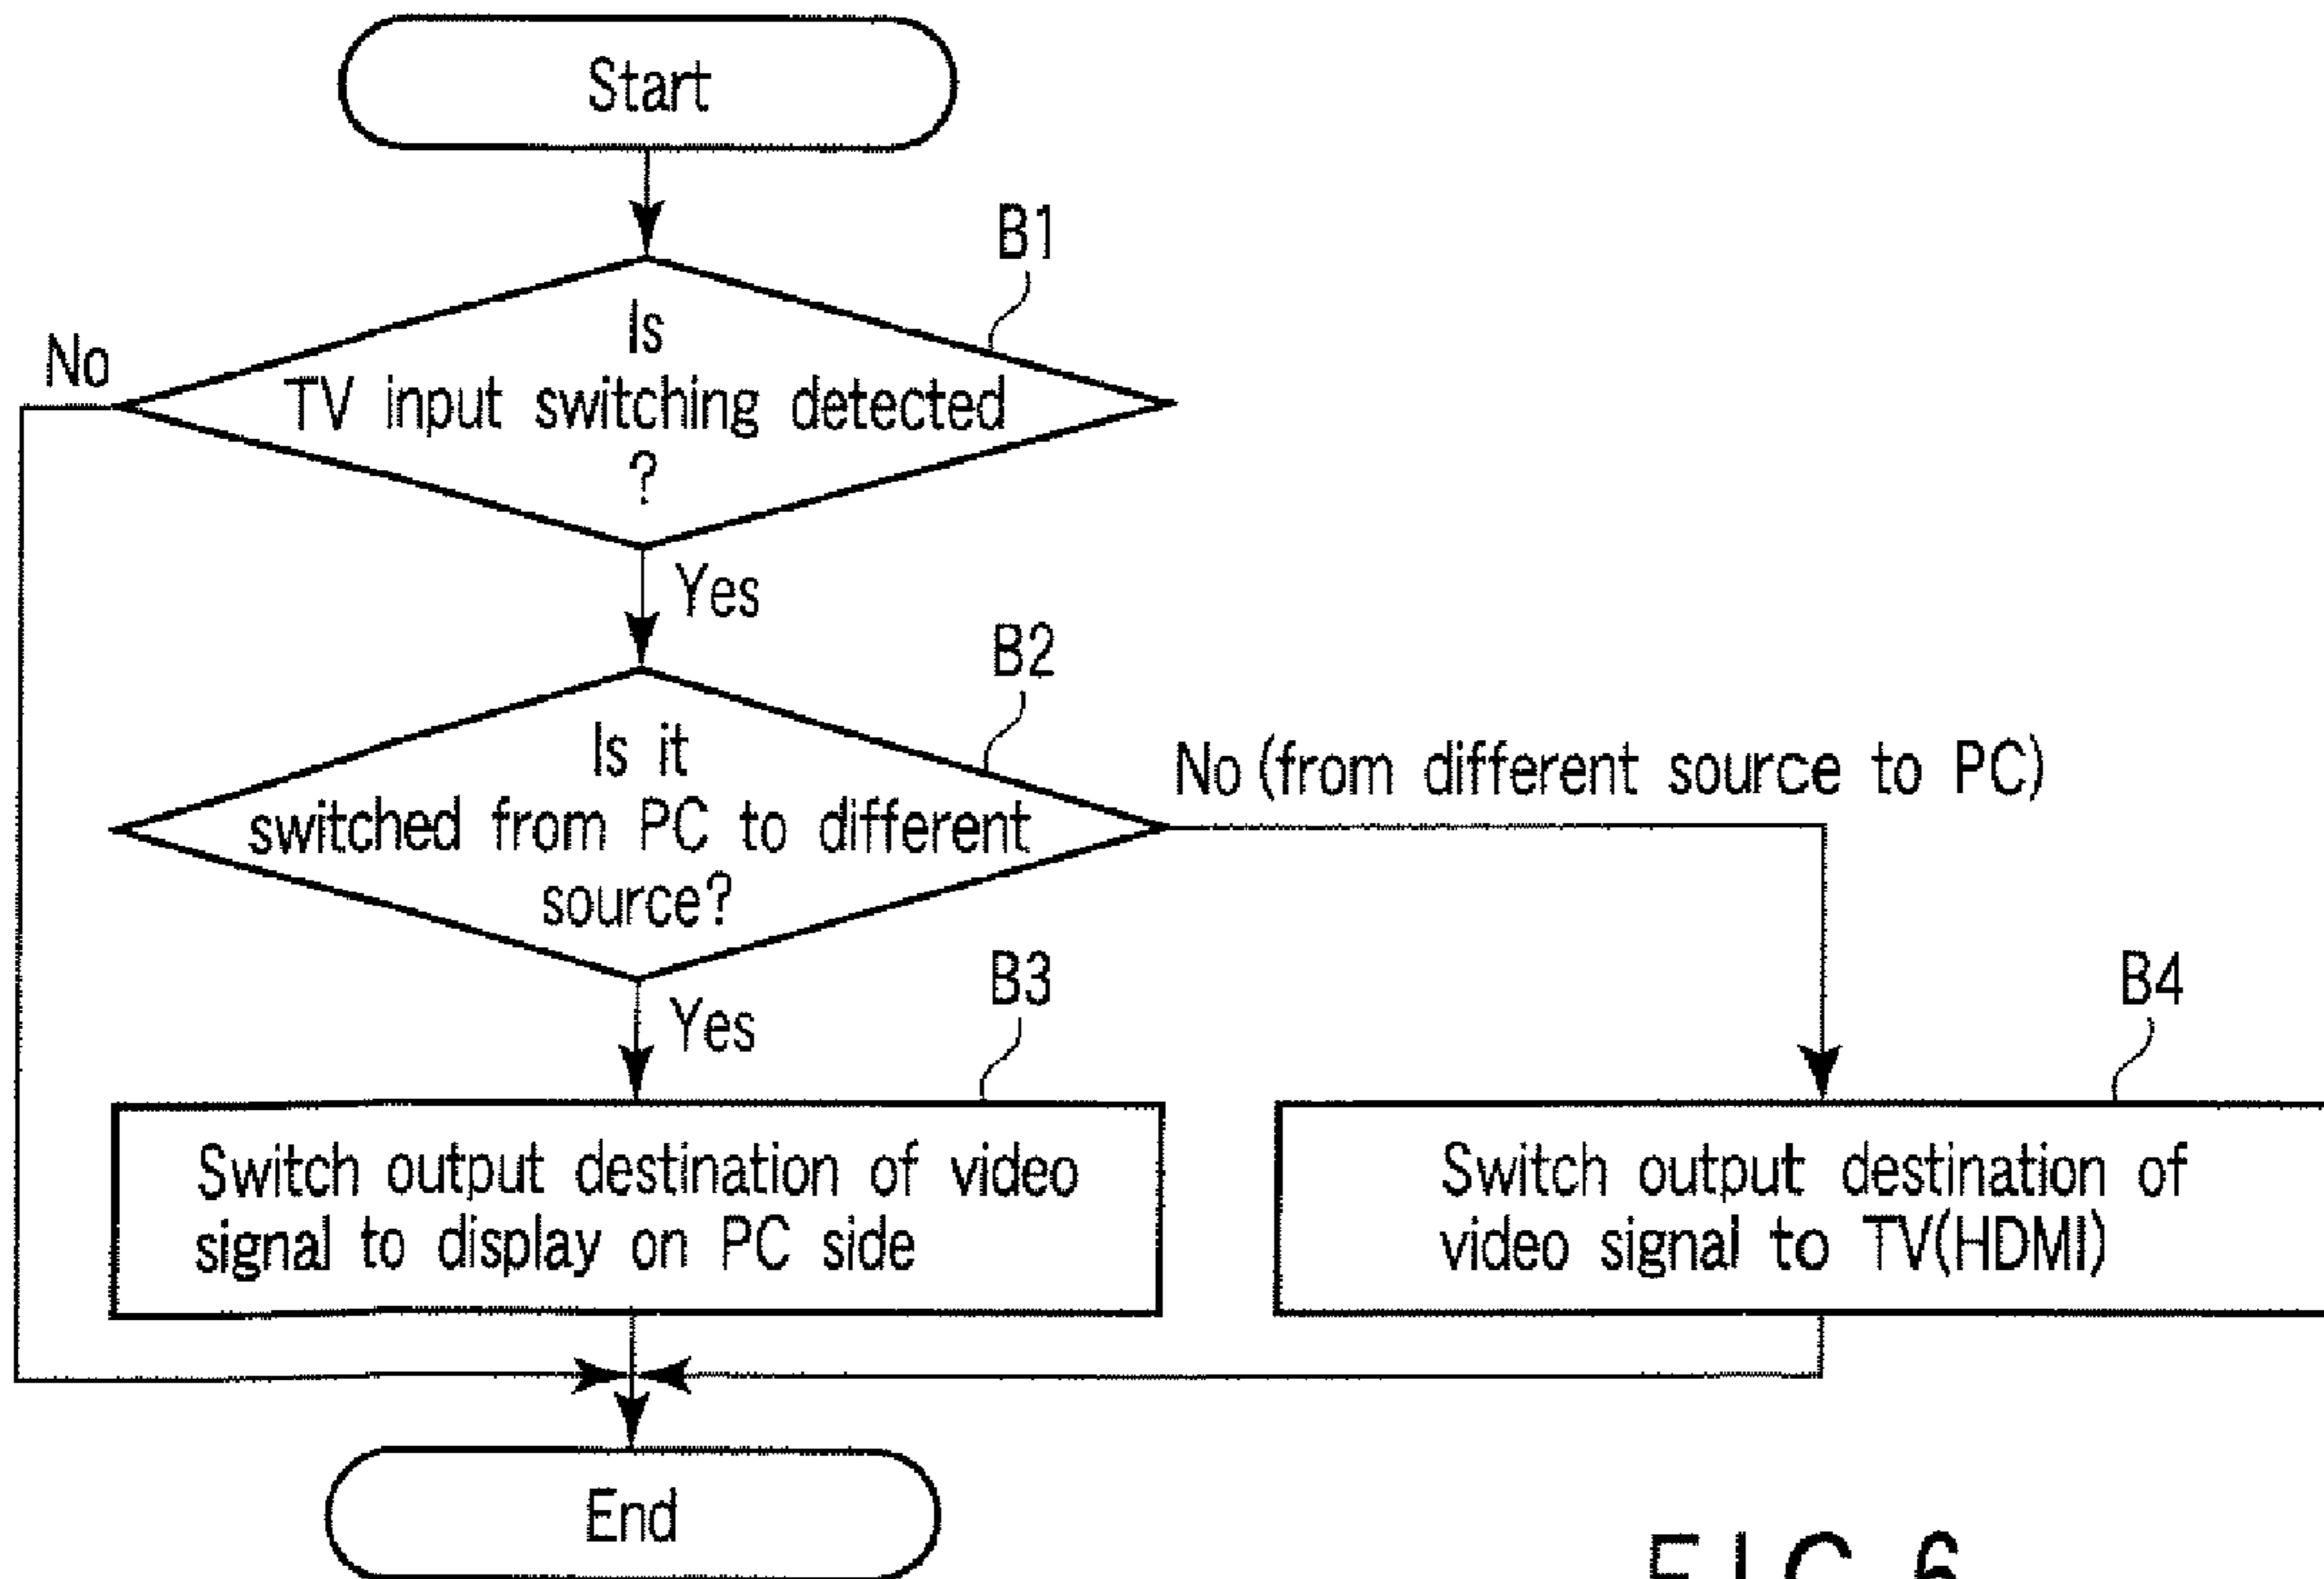 Start
B1
No
Is
TV input switching detected
?
Yes
B2
Is it
switched from PC to different
source?
No (from different source to PC)
Yes
B3
B4
Switch output destination of video
signal to display on PC side
Switch output destination of
video signal to TV(HDMI)
End
FIG. 6